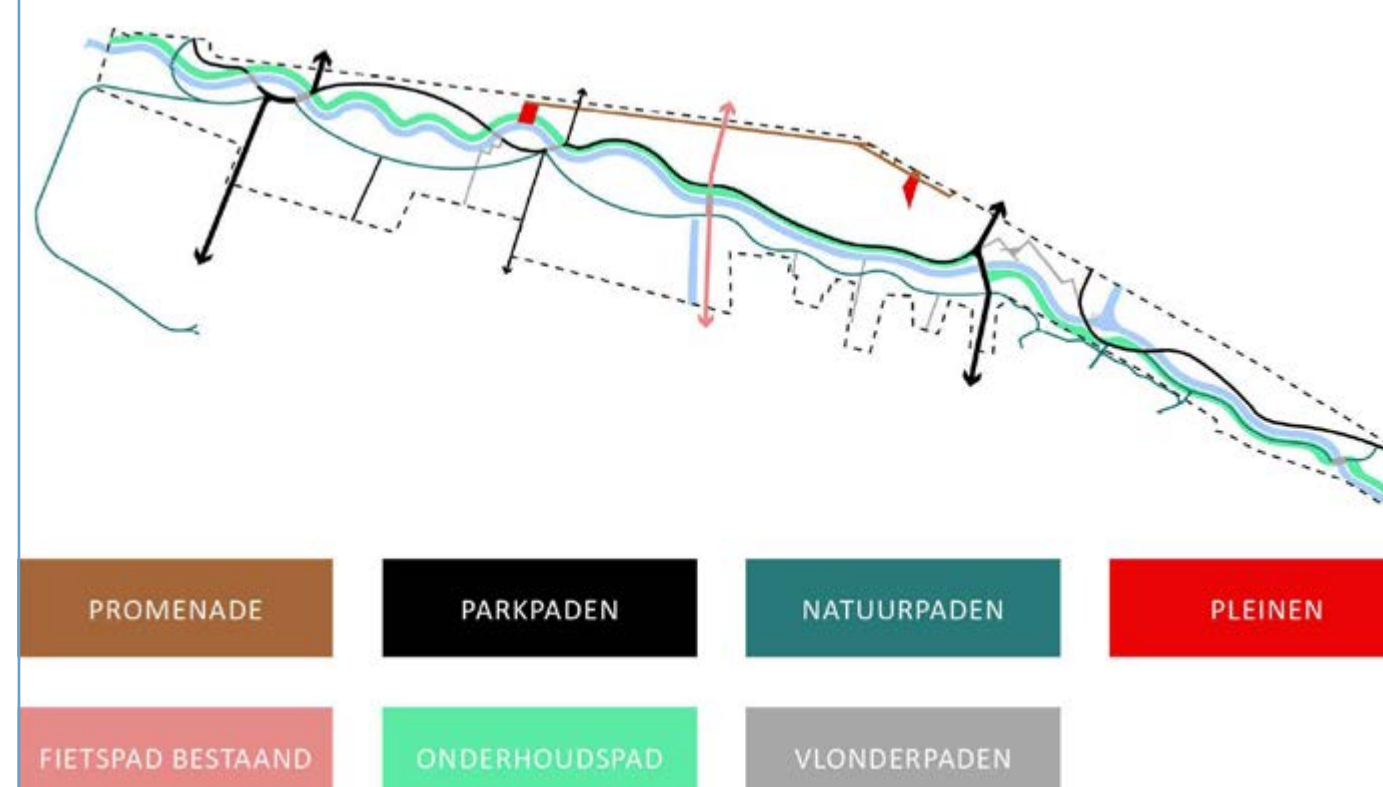 PROMENADE
PARKPADEN
NATUURPADEN
PLEINEN
FIETSPAD BESTAAND
ONDERHOUDSPAD
VLONDERPADEN